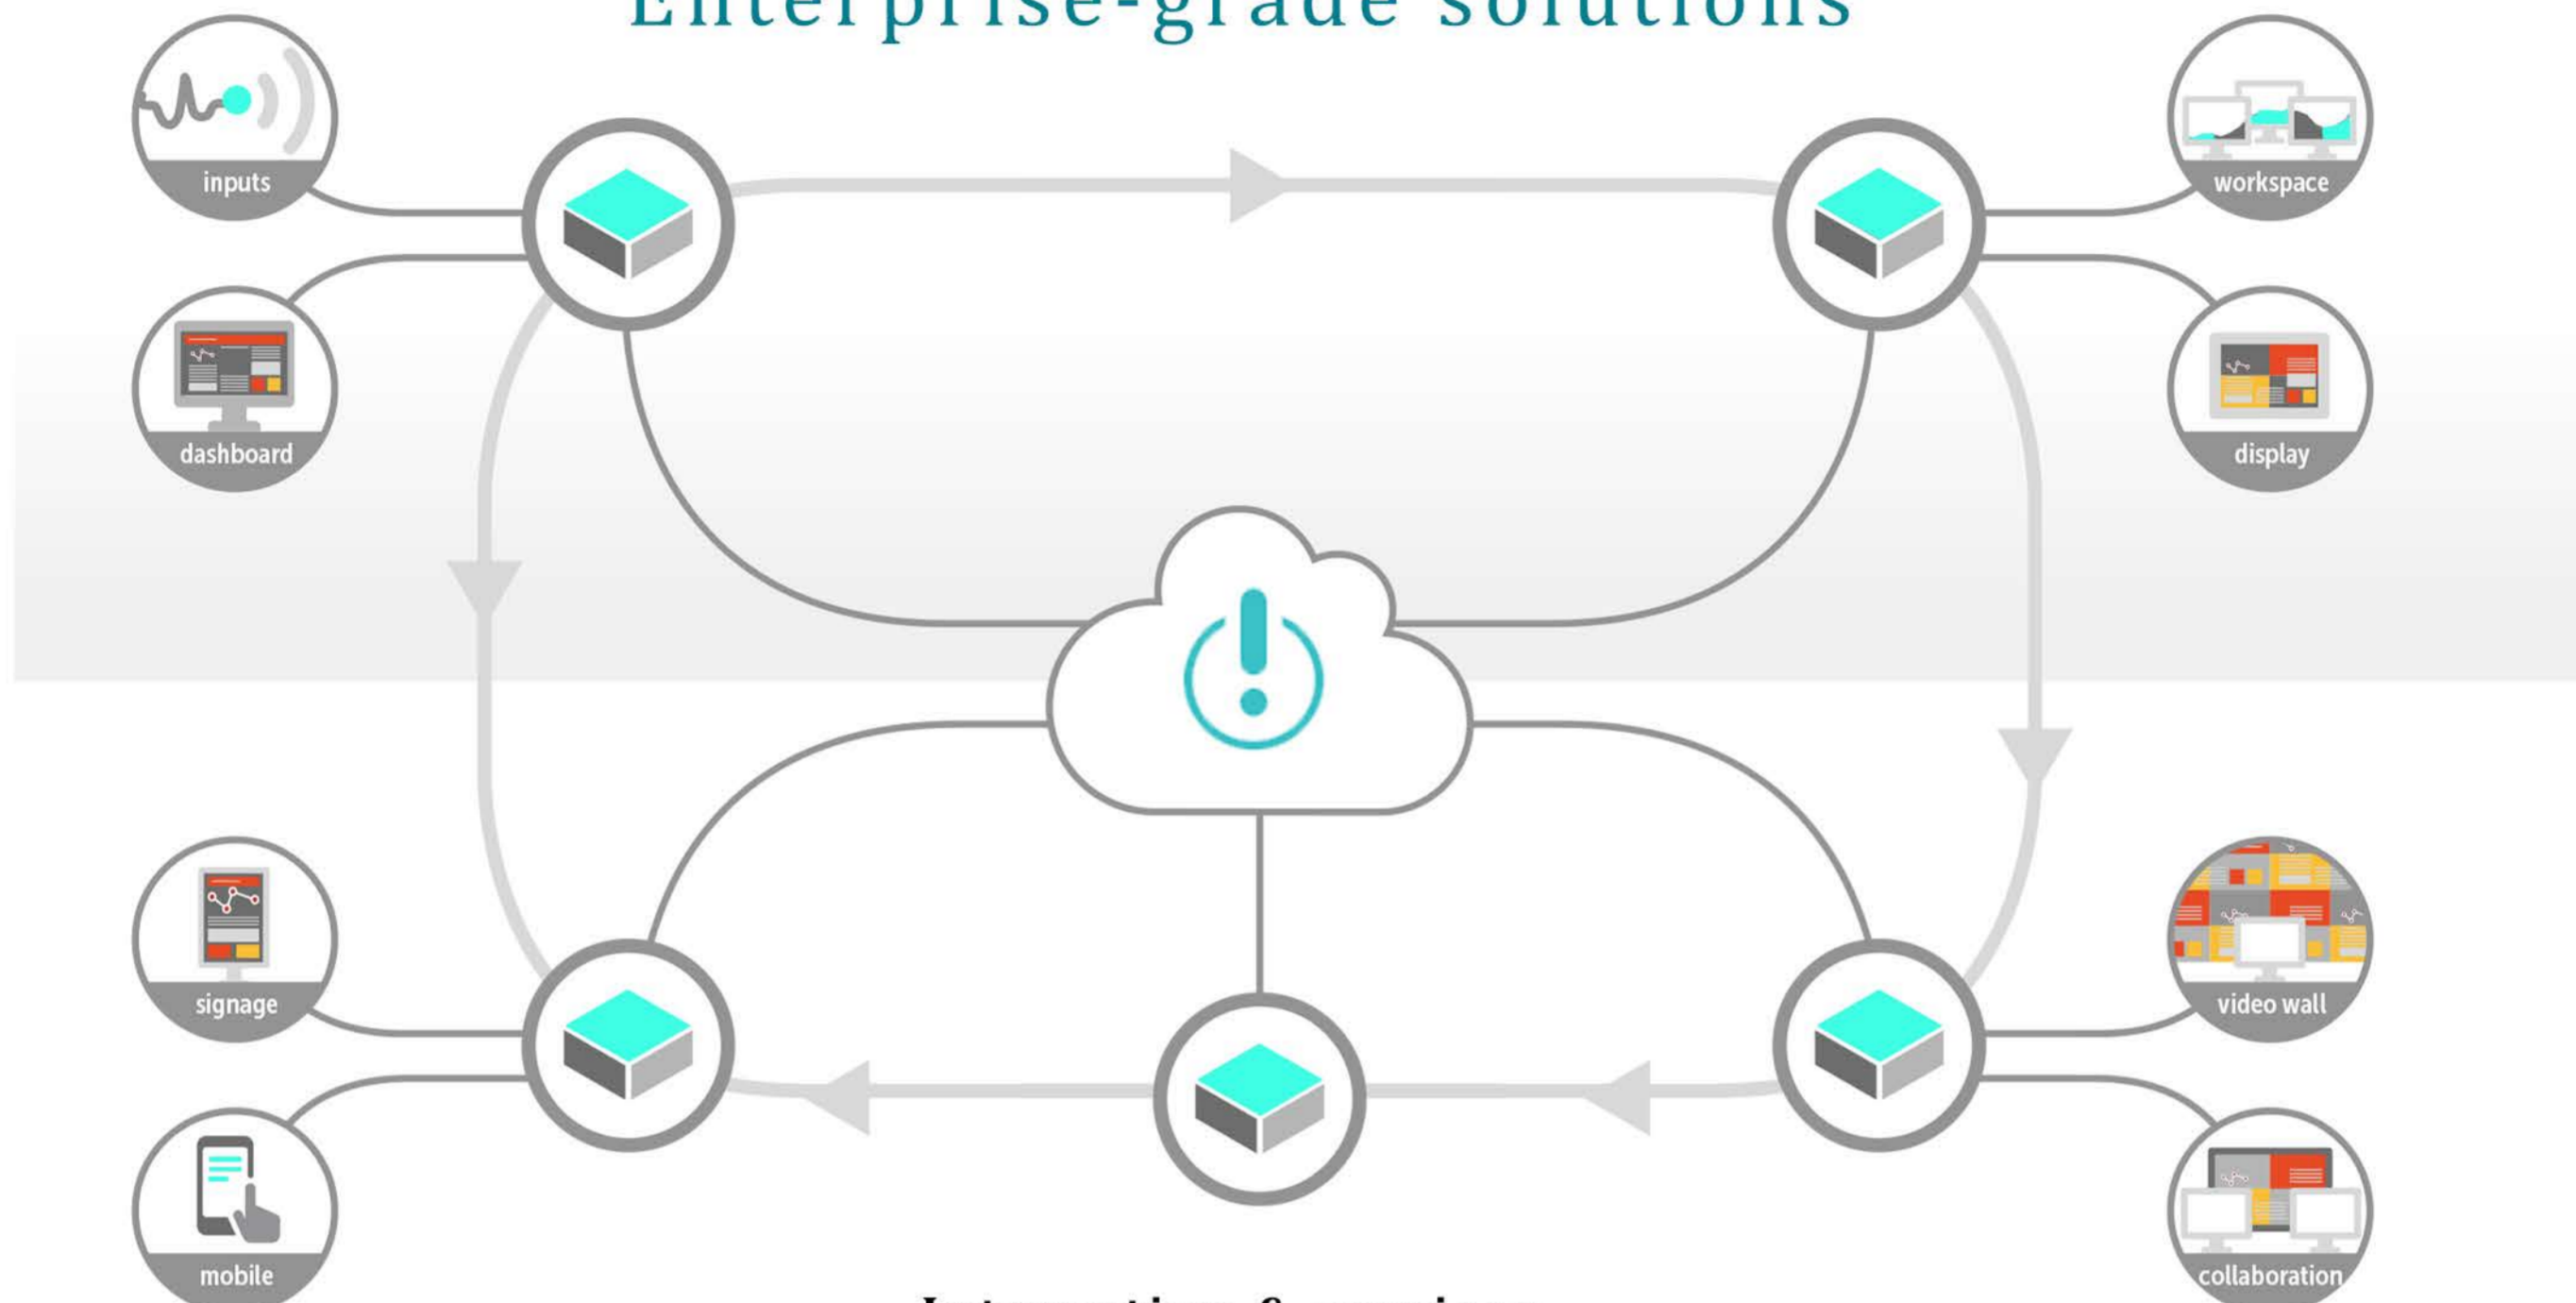 Enterprise-grade solutions
inputs
workspace
dashboard
display
signage
video wall
mobile
collaboration